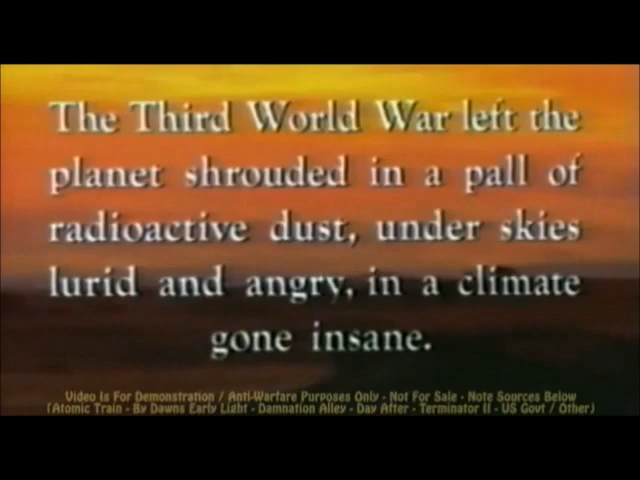 The Third World War left the
planet shrouded in a pall of
radioactive dust, under skies
lurid and angry, in a climate
gone insane.
Video Is For Demonstration / Anti-Warfare Purposes Only - Not For Sale - Note Sources Below
(Atomic Train - By Dawns Early Light - Damnation Alley - Day After - Terminator II - US Govt / Other)